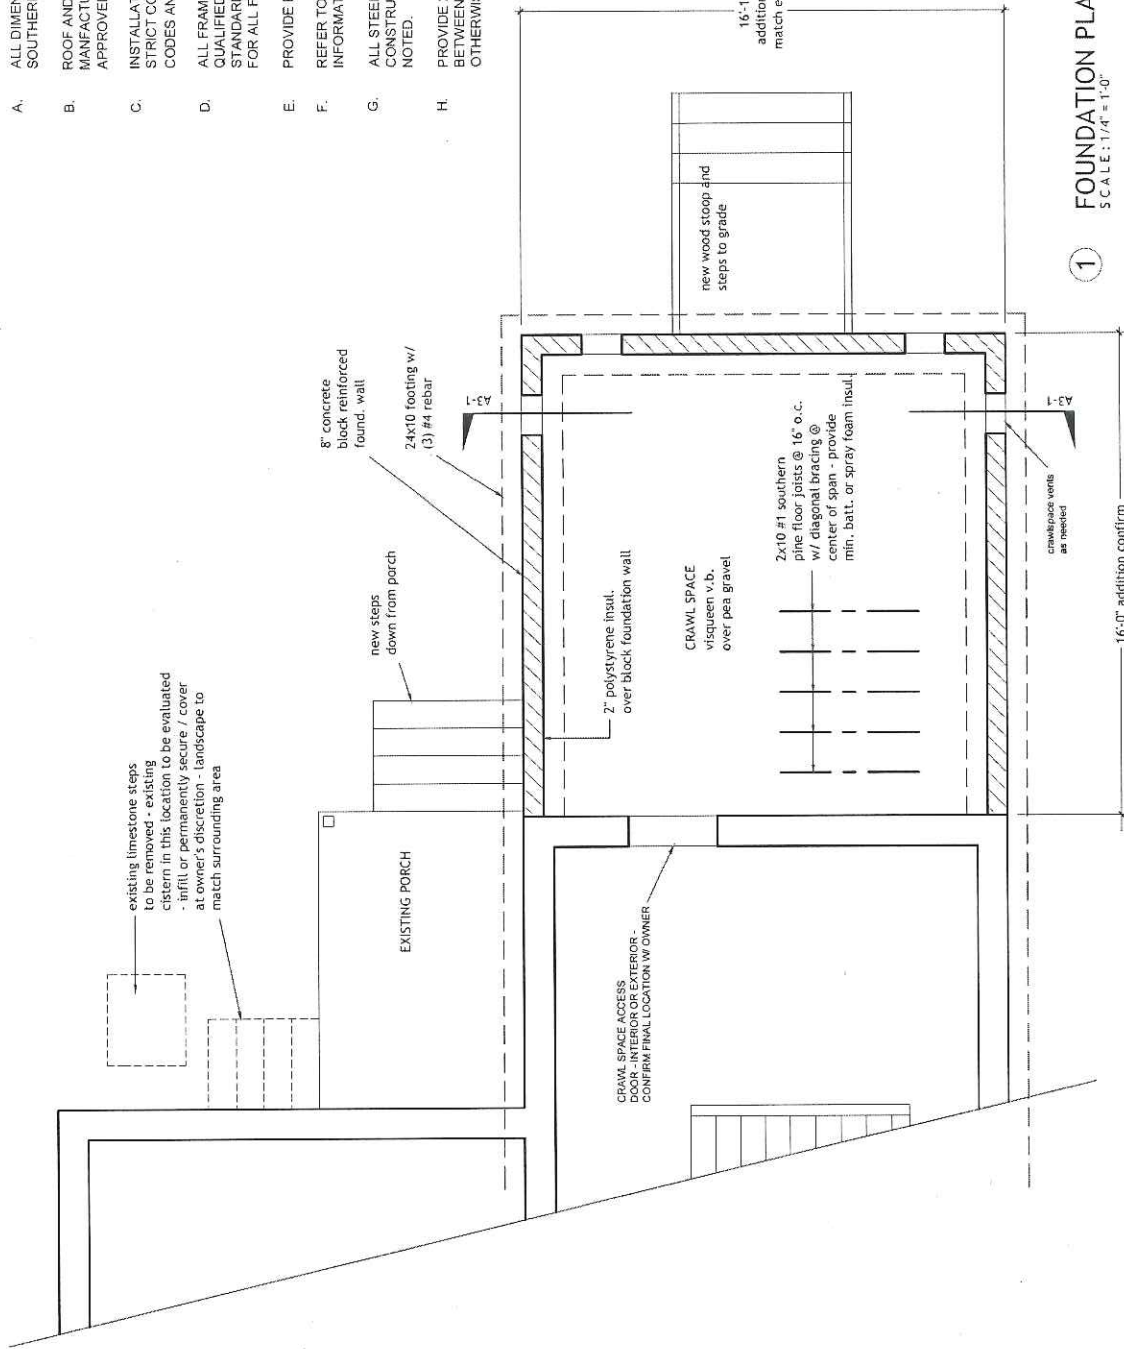 A. ALL DIMEN
SOUTHER
B. ROOF AND
MANFACTU
APPROVE
C. INSTALLAT
STRICT CO
CODES AN
D. ALL FRAM
QUALIFIED
STANDARD
FOR ALL F
E. PROVIDE
F. REFER TO
INFORMAT
G. ALL STEE
CONSTRU
NOTED.
H. PROVIDE
BETWEEN
OTHERWIS
existing limestone steps
to be removed - existing
cistern in this location to be evaluated
- infill or permanently secure / cover
at owner's discretion - landscape to
match surrounding area
new steps
down from porch
8" concrete
block reinforced
found. wall
24x10 footing w/
(3) #4 rebar
EXISTING PORCH
A3-1
2" polystyrene insul.
over block foundation wall
CRAWL SPACE
visqueen v.b.
over pea gravel
new wood stoop and
steps to grade
16'-1
addition
match e
CRAWL SPACE ACCESS
DOOR - INTERIOR OR EXTERIOR -
CONFIRM FINAL LOCATION W/ OWNER
2x10 #1 southern
pine floor joists @ 16" o.c.
w/ diagonal bracing @
center of span - provide
min. batt. or spray foam insul.
A3-1
crawlspace vents
as needed
16'-0" addition confirm
1 FOUNDATION PLA
SCALE : 1/4" = 1'-0"